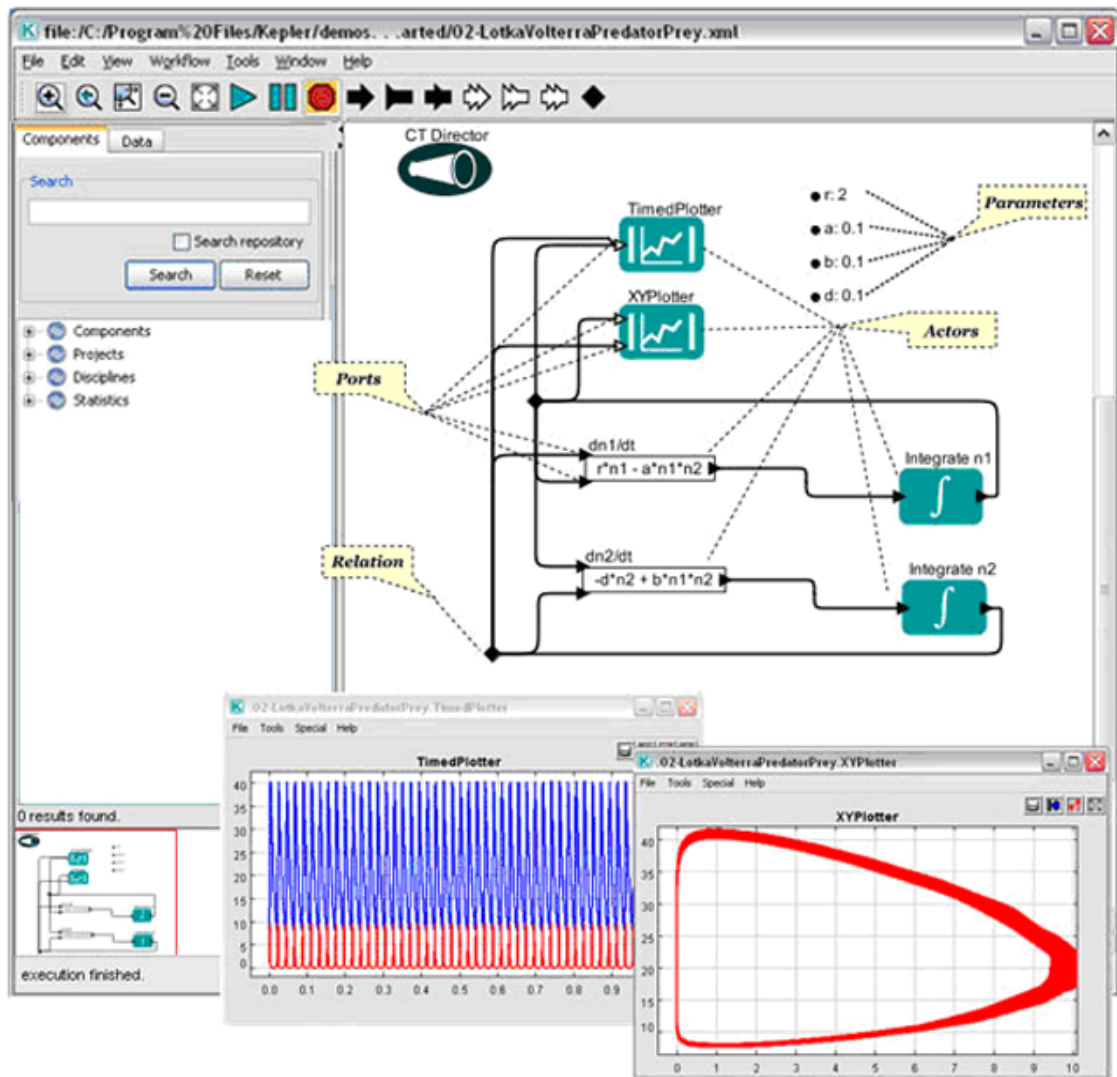 file:/C:/Program%20Files/Kepler/demos. . .arted/02-LotkaVolterraPredatorPrey.xml
File Edit View Workflow Tools Window Help
Components Data
Search
Search repository
Search Reset
Components
Projects
Disciplines
Statistics
0 results found.
execution finished.
CT Director
TimedPlotter
XYPlotter
r: 2
a: 0.1
b: 0.1
d: 0.1
Parameters
Actors
Ports
Relation
dn1/dt
r*n1 - a*n1*n2
Integrate n1
∫
dn2/dt
-d*n2 + b*n1*n2
Integrate n2
∫
.02-LotkaVolterraPredatorPrey.TimedPlotter
File Tools Special Help
TimedPlotter
40
35
30
25
20
15
10
5
0
0.0 0.1 0.2 0.3 0.4 0.5 0.6 0.7 0.8 0.9
.02-LotkaVolterraPredatorPrey.XYPlotter
File Tools Special Help
XYPlotter
40
35
30
25
20
15
10
0 1 2 3 4 5 6 7 8 9 10